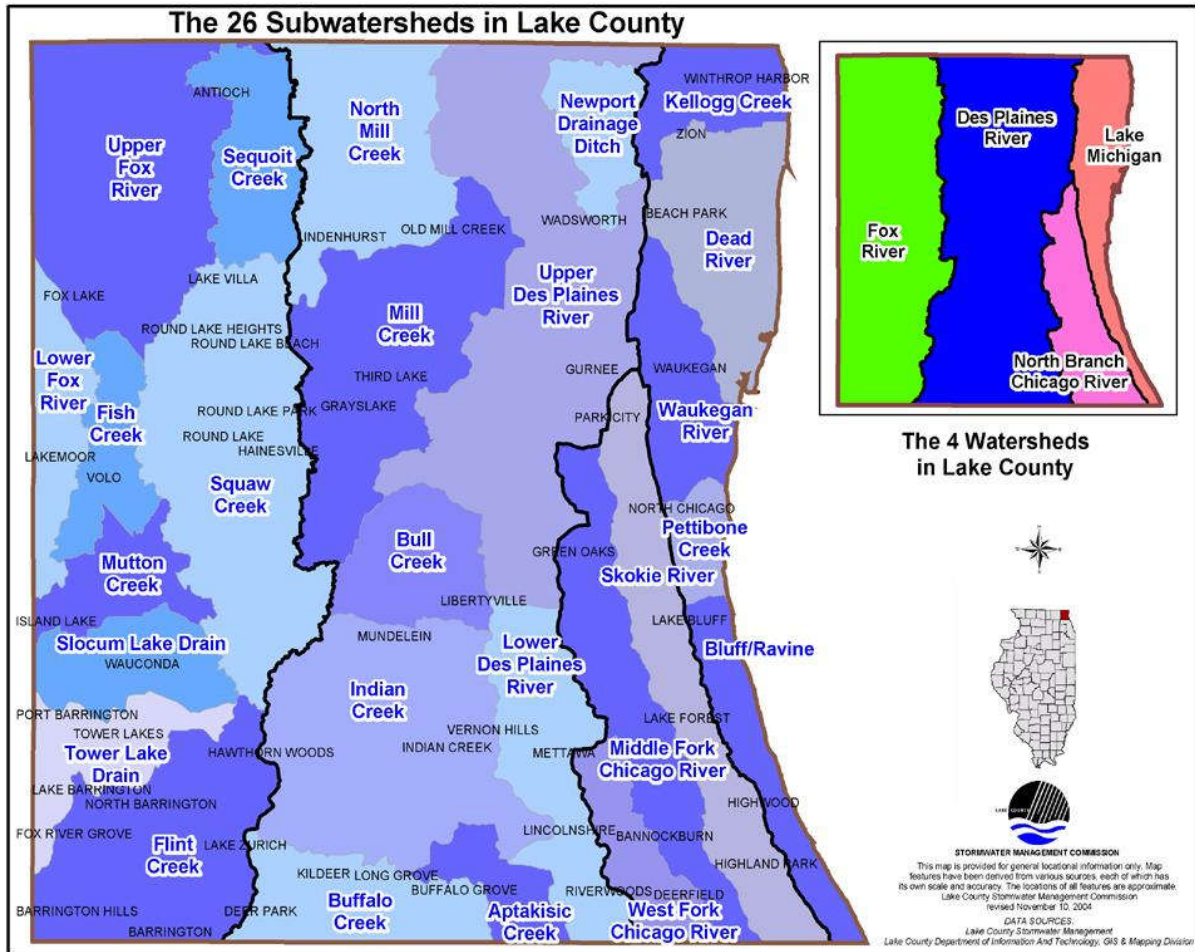 The 26 Subwatersheds in Lake County
WINTHROP HARBOR
Kellogg Creek
ANTIOCH
North
Mill
Creek
Newport
Drainage
Ditch
Upper
Fox
River
Sequoit
Creek
ZION
WADSWORTH
BEACH PARK
OLD MILL CREEK
LINDENHURST
Dead
River
LAKE VILLA
FOX LAKE
Upper
Des Plaines
River
Mill
Creek
ROUND LAKE HEIGHTS
ROUND LAKE BEACH
Lower
Fox
River
THIRD LAKE
GURNEE
WAUKEGAN
Fish
Creek
ROUND LAKE PARK
GRAYSLAKE
PARK CITY
Waukegan
River
ROUND LAKE
HAINESVILLE
LAKEMOOR
VOLO
Squaw
Creek
NORTH CHICAGO
Pettibone
Creek
Bull
Creek
GREEN OAKS
Skokie River
Mutton
Creek
LIBERTYVILLE
ISLAND LAKE
LAKE BLUFF
Slocum Lake Drain
WAUCONDA
MUNDELEIN
Lower
Des Plaines
River
Bluff/Ravine
Indian
Creek
PORT BARRINGTON
TOWER LAKES
Tower Lake
Drain
HAWTHORN WOODS
VERNON HILLS
INDIAN CREEK
METTAWA
LAKE FOREST
Middle Fork
Chicago River
LAKE BARRINGTON
NORTH BARRINGTON
HIGHWOOD
FOX RIVER GROVE
Flint
Creek
LAKE ZURICH
LINCOLNSHIRE
BANNOCKBURN
HIGHLAND PARK
KILDEER
LONG GROVE
BUFFALO GROVE
RIVERWOODS
DEERFIELD
BARRINGTON HILLS
DEER PARK
Buffalo
Creek
Aptakisic
Creek
West Fork
Chicago River
BARRINGTON
Des Plaines
River
Lake
Michigan
Fox
River
North Branch
Chicago River
The 4 Watersheds
in Lake County
LAKE COUNTY
STORMWATER MANAGEMENT COMMISSION
This map is provided for general locational information only. Map
features have been derived from various sources, each of which has
its own scale and accuracy. The locations of all features are approximate.
Lake County Stormwater Management Commission
revised November 10, 2004
DATA SOURCES:
Lake County Stormwater Management
Lake County Department of Information And Technology, GIS & Mapping Division